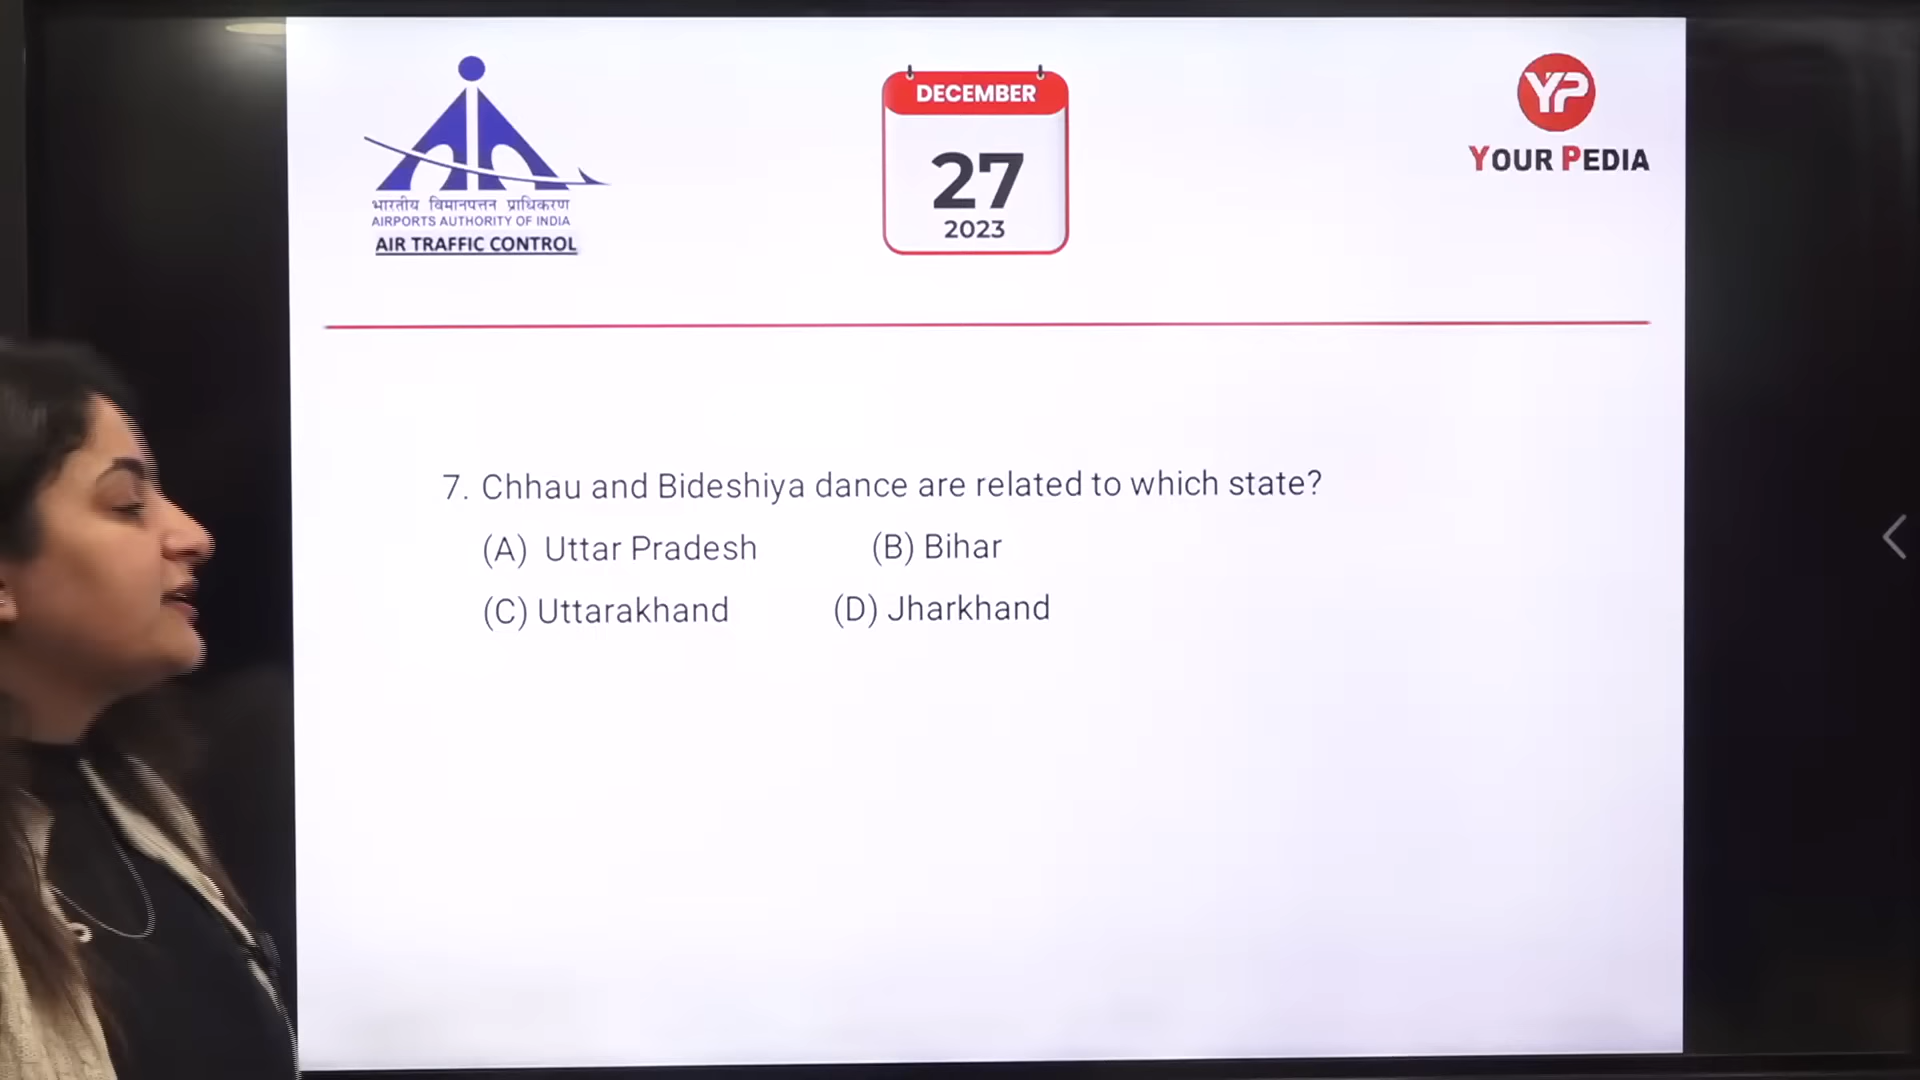 DECEMBER
27
2023
YP
YOUR PEDIA
भारतीय विमानपत्तन प्राधिकरण
AIRPORTS AUTHORITY OF INDIA
AIR TRAFFIC CONTROL
7. Chhau and Bideshiya dance are related to which state?
(A) Uttar Pradesh (B) Bihar
(C) Uttarakhand (D) Jharkhand